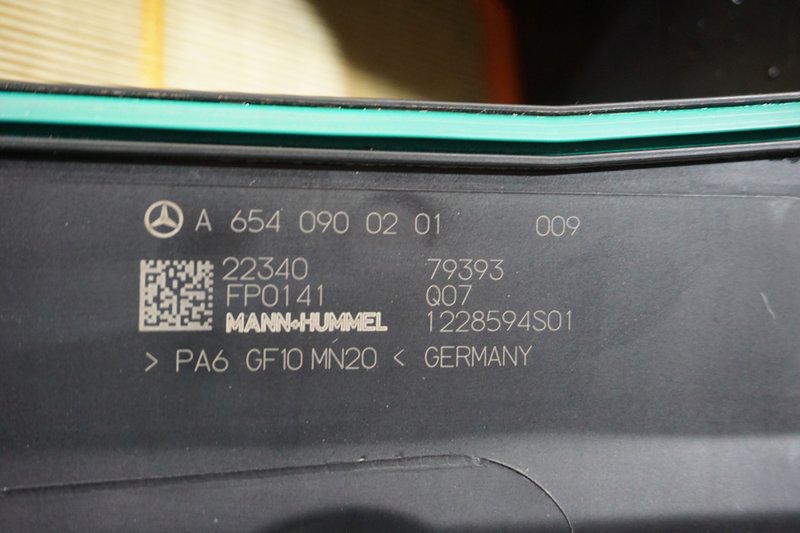 A 654 090 02 01 009
22340 79393
FP0141 Q07
MANN+HUMMEL 1228594S01
> PA6 GF10 MN20 < GERMANY